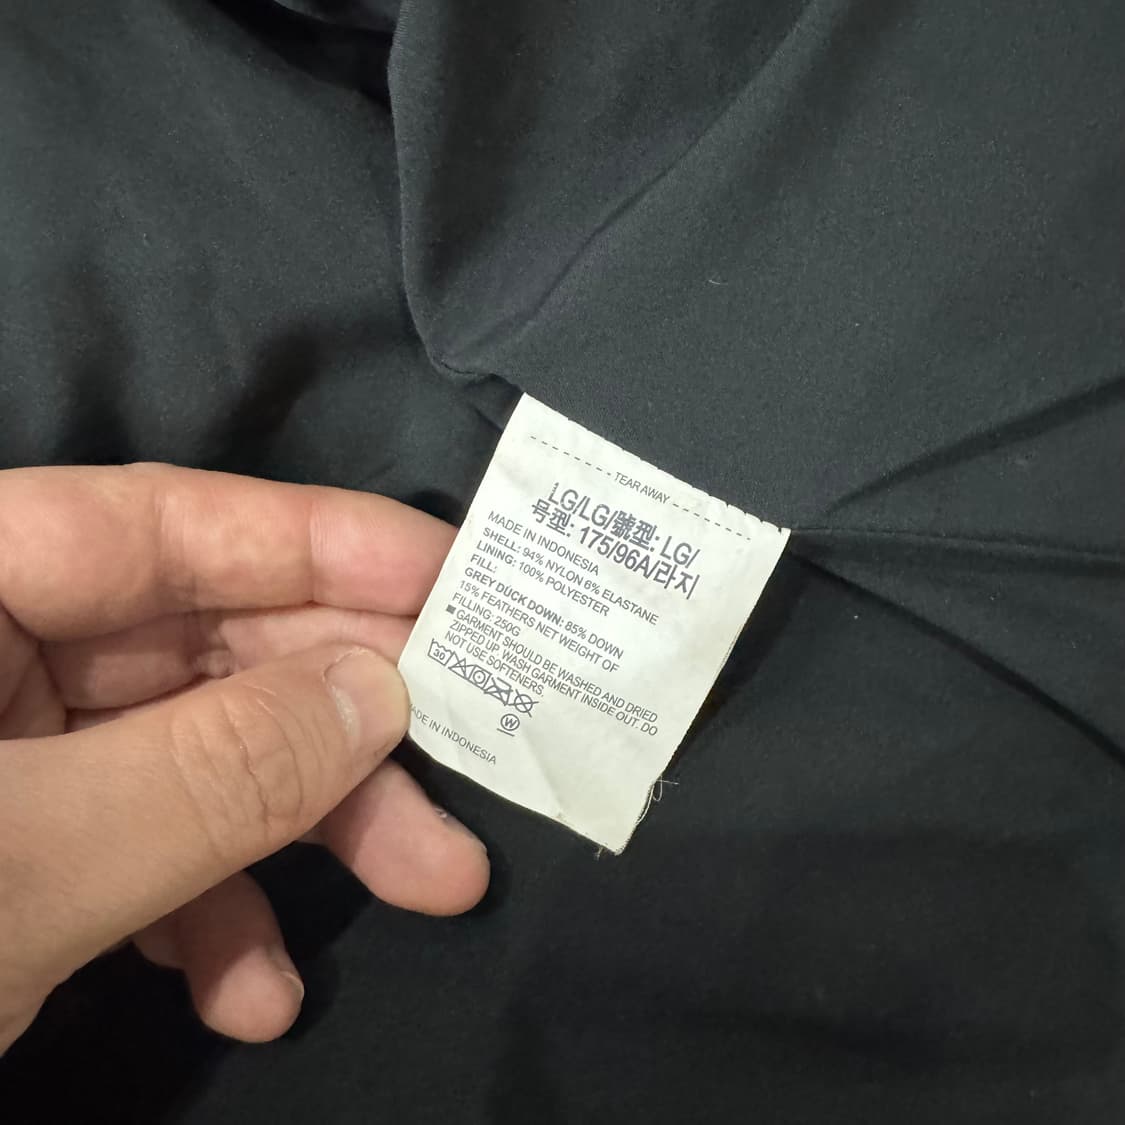 TEAR AWAY
LG/LG/號型: LG/
号型: 175/96A/라지
MADE IN INDONESIA
SHELL: 94% NYLON 6% ELASTANE
LINING: 100% POLYESTER
FILL:
GREY DUCK DOWN: 85% DOWN
15% FEATHERS NET WEIGHT OF
FILLING: 250G
■ GARMENT SHOULD BE WASHED AND DRIED
ZIPPED UP. WASH GARMENT INSIDE OUT. DO
NOT USE SOFTENERS.
30
W
ADE IN INDONESIA